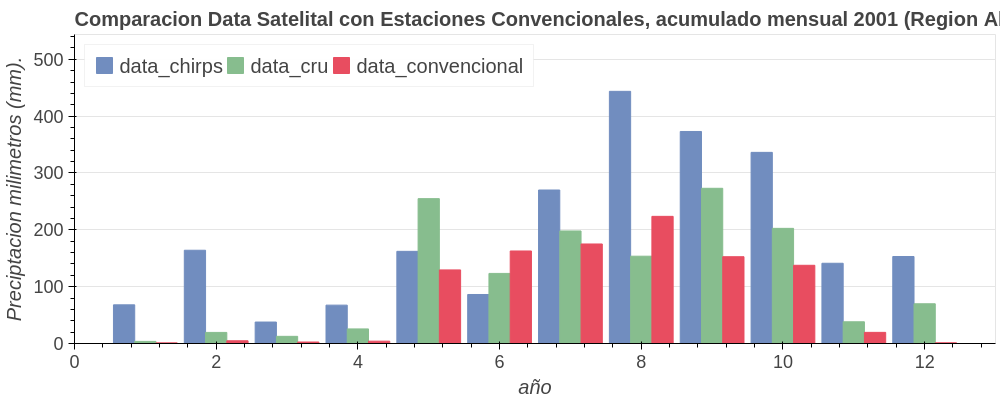 Comparacion Data Satelital con Estaciones Convencionales, acumulado mensual 2001 (Region
data_chirps data_cru data_convencional
Preciptacion milimetros (mm).
500
400
300
200
100
0
0 2 4 6 8 10 12
año